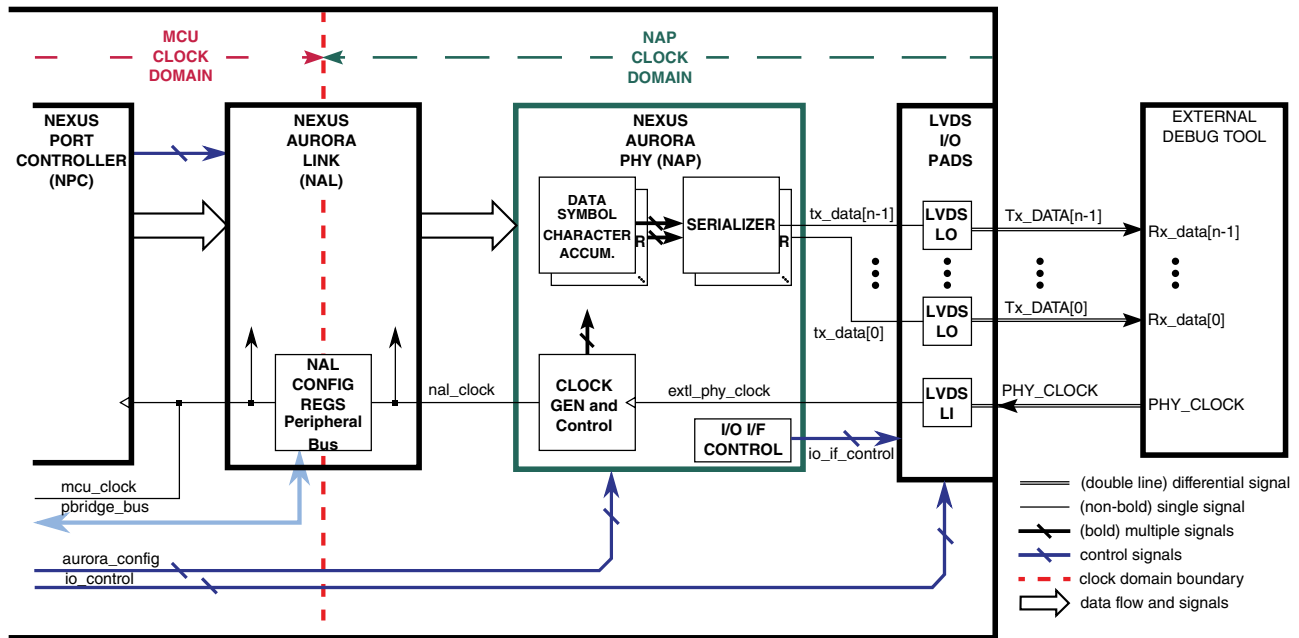 MCU
CLOCK
DOMAIN
NAP
CLOCK
DOMAIN
NEXUS
PORT
CONTROLLER
(NPC)
NEXUS
AURORA
LINK
(NAL)
NEXUS
AURORA
PHY (NAP)
LVDS
I/O
PADS
EXTERNAL
DEBUG TOOL
DATA
SYMBOL
CHARACTER
ACCUM.
R
SERIALIZER
R
tx_data[n-1]
LVDS
LO
Tx_DATA[n-1]
Rx_data[n-1]
tx_data[0]
LVDS
LO
Tx_DATA[0]
Rx_data[0]
NAL
CONFIG
REGS
Peripheral
Bus
nal_clock
CLOCK
GEN and
Control
extl_phy_clock
LVDS
LI
PHY_CLOCK
PHY_CLOCK
I/O I/F
CONTROL
io_if_control
mcu_clock
pbridge_bus
aurora_config
io_control
(double line) differential signal
(non-bold) single signal
(bold) multiple signals
control signals
clock domain boundary
data flow and signals